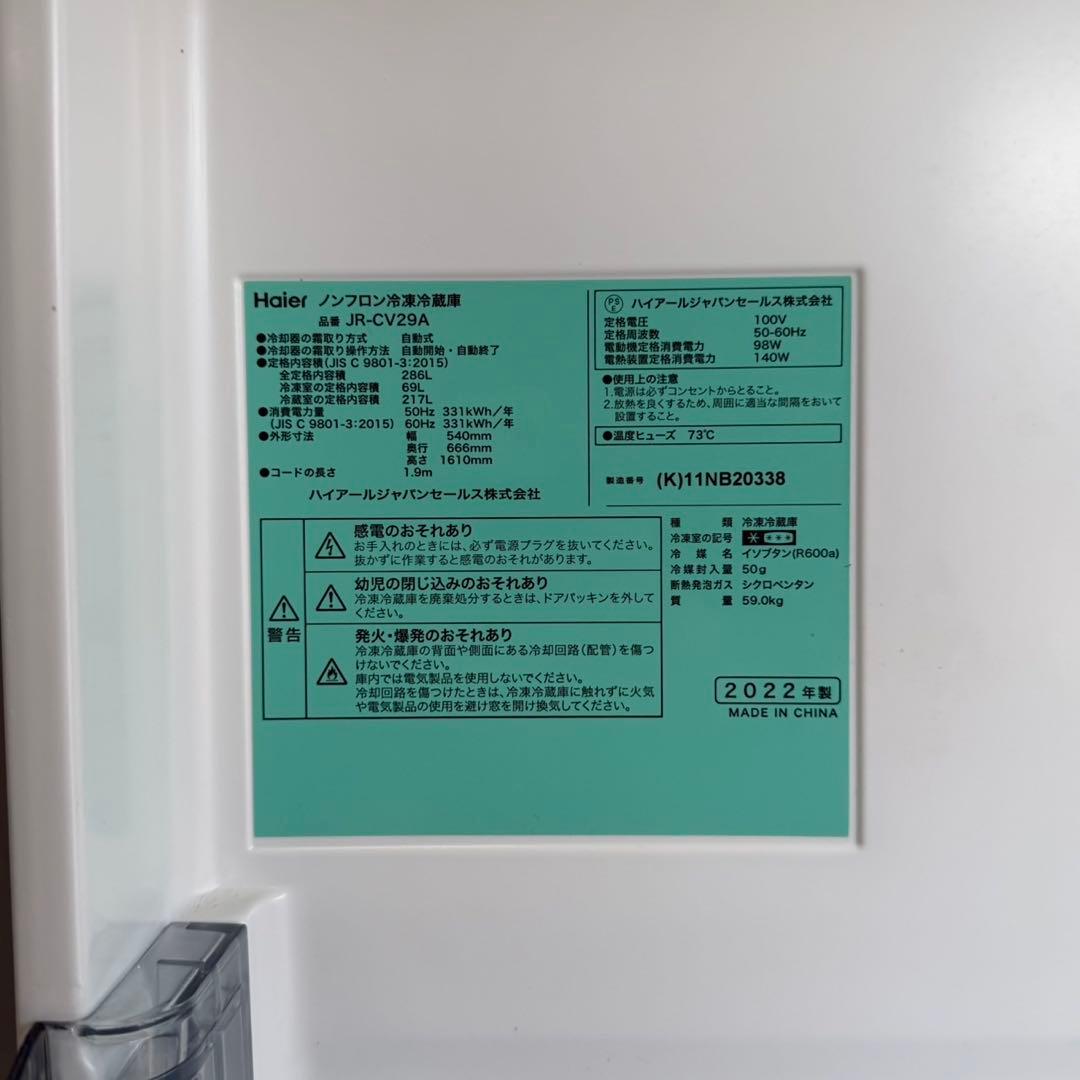 Haier ノンフロン冷凍冷蔵庫
品番 JR-CV29A
●冷却器の霜取り方式 自動式
●冷却器の霜取り操作方法 自動開始・自動終了
●定格内容積(JIS C 9801-3:2015)
全定格内容積 286L
冷凍室の定格内容積 69L
冷蔵室の定格内容積 217L
●消費電力量 50Hz 331kWh/年
(JIS C 9801-3:2015) 60Hz 331kWh/年
●外形寸法 幅 540mm
奥行 666mm
高さ 1610mm
●コードの長さ 1.9m
ハイアールジャパンセールス株式会社
PS
E
ハイアールジャパンセールス株式会社
定格電圧 100V
定格周波数 50-60Hz
電動機定格消費電力 98W
電熱装置定格消費電力 140W
●使用上の注意
1.電源は必ずコンセントからとること。
2.放熱を良くするため、周囲に適当な間隔をおいて
設置すること。
●温度ヒューズ 73℃
製造番号 (K)11NB20338
警告
感電のおそれあり
お手入れのときには、必ず電源プラグを抜いてください。
抜かずに作業すると感電のおそれがあります。
幼児の閉じ込みのおそれあり
冷凍冷蔵庫を廃棄処分するときは、ドアパッキンを外して
ください。
発火・爆発のおそれあり
冷凍冷蔵庫の背面や側面にある冷却回路(配管)を傷つ
けないでください。
庫内では電気製品を使用しないでください。
冷却回路を傷つけたときは、冷凍冷蔵庫に触れずに火気
や電気製品の使用を避け窓を開け換気してください。
種類 冷凍冷蔵庫
冷凍室の記号
冷媒名 イソブタン(R600a)
冷媒封入量 50g
断熱発泡ガス シクロペンタン
質量 59.0kg
2022年製
MADE IN CHINA